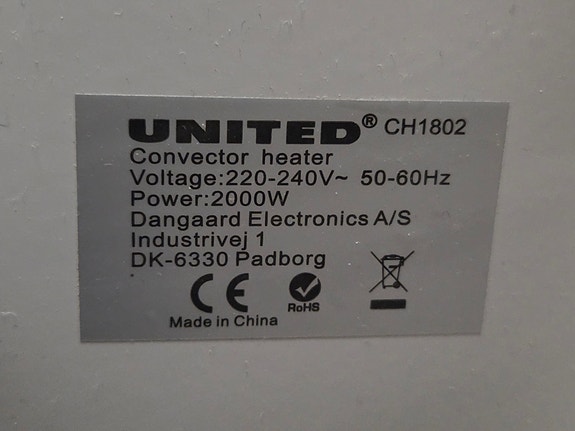 UNITED® CH1802
Convector heater
Voltage:220-240V~ 50-60Hz
Power:2000W
Dangaard Electronics A/S
Industrivej 1
DK-6330 Padborg
CE RoHS
Made in China